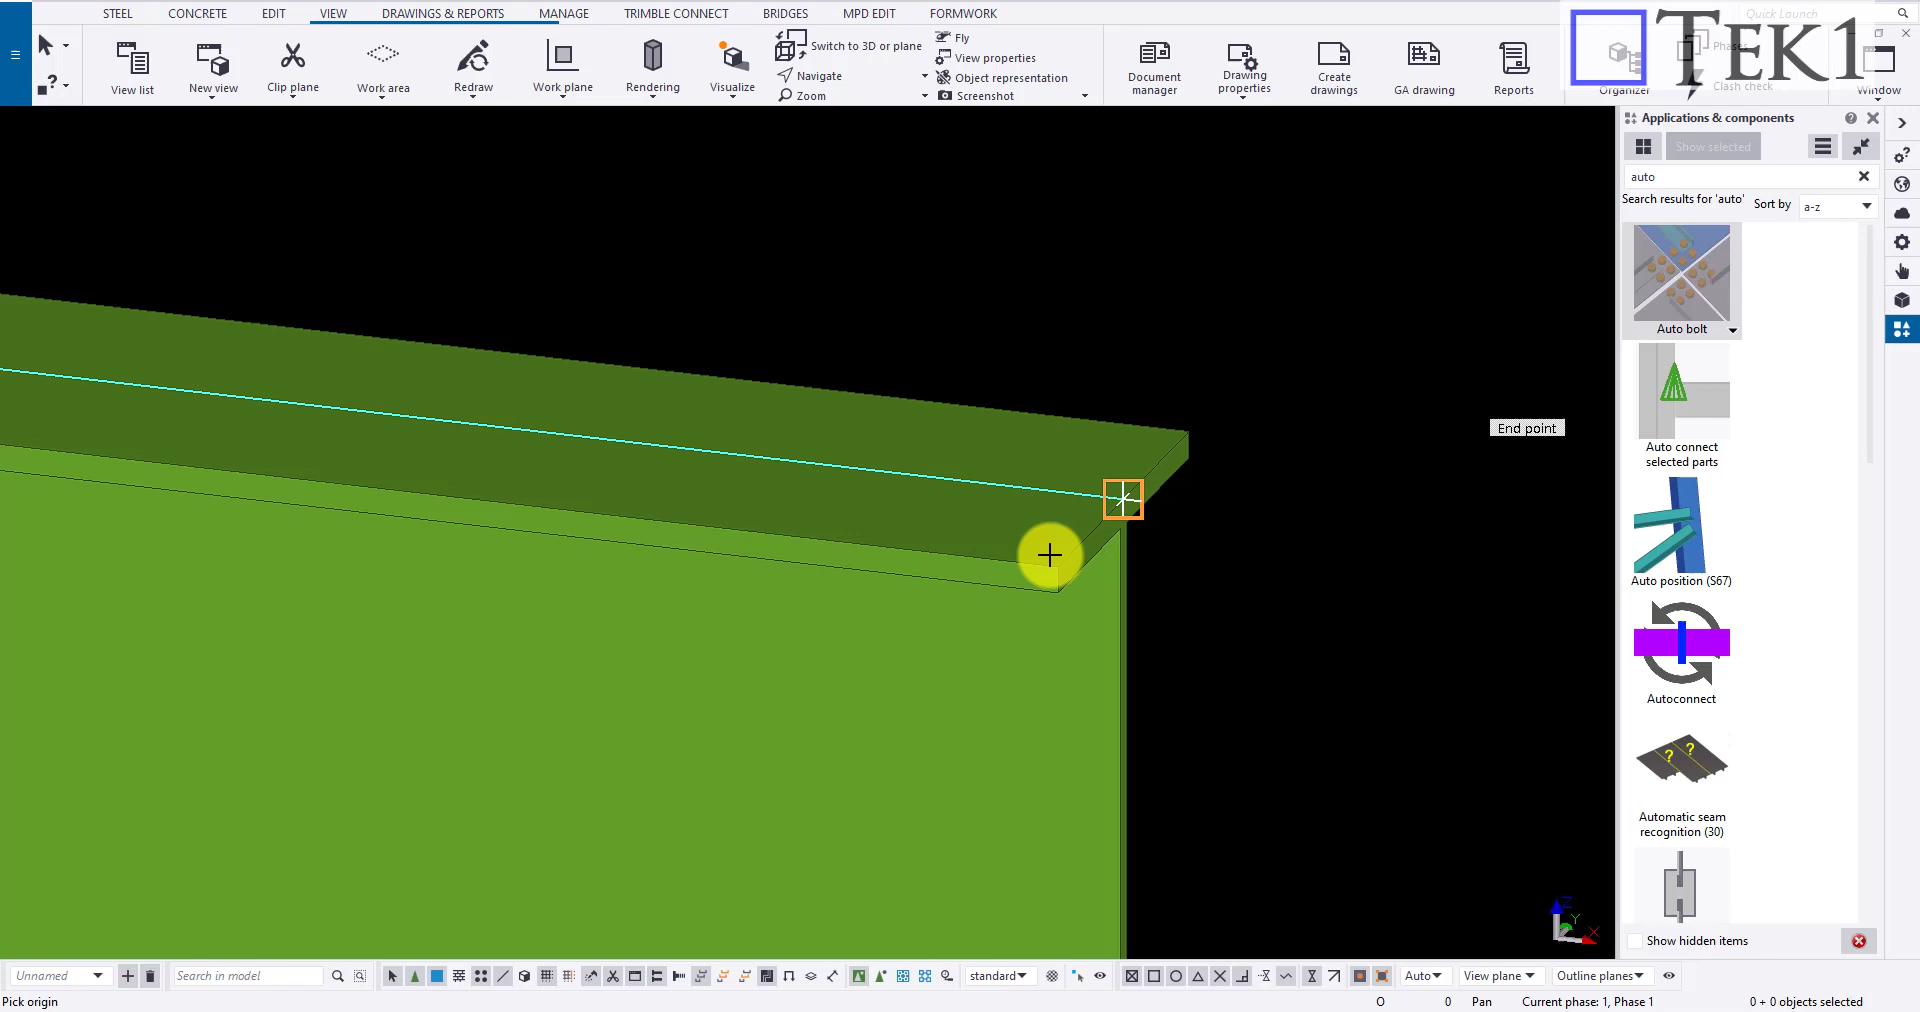 STEEL CONCRETE EDIT VIEW DRAWINGS & REPORTS MANAGE TRIMBLE CONNECT BRIDGES MPD EDIT FORMWORK Quick Launch
View list New view Clip plane Work area Redraw Work plane Rendering Visualize
Switch to 3D or plane
Navigate
Zoom
Fly
View properties
Object representation
Screenshot
Document
manager
Drawing
properties
Create
drawings
GA drawing
Reports
Organizer
Phases
Clash check
Window
TEK1
Applications & components
Show selected
auto
Search results for 'auto' Sort by a-z
Auto bolt
Auto connect
selected parts
Auto position (S67)
Autoconnect
? ?
Automatic seam
recognition (30)
Show hidden items
End point
Z
Y
X
Unnamed Search in model standard Auto View plane Outline planes
Pick origin O 0 Pan Current phase: 1, Phase 1 0 + 0 objects selected